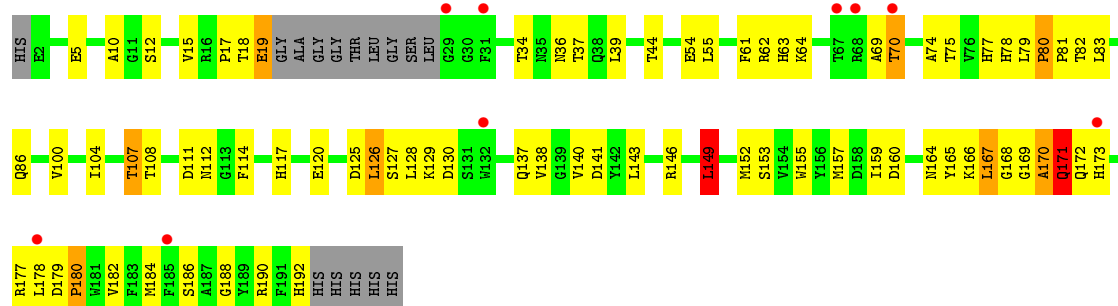 HIS E2 E5 A10 G11 S12 V15 R16 P17 T18 E19 GLY ALA GLY GLY THR LEU GLY SER LEU G29 G30 F31 T34 N35 N36 T37 Q38 L39 T44 E54 L55 F61 R62 H63 K64 T67 R68 A69 T70 A74 T75 V76 H77 H78 L79 P80 P81 T82 L83
Q86 V100 I104 T107 T108 D111 N112 G113 F114 H117 E120 D125 L126 S127 L128 K129 D130 S131 W132 Q137 V138 G139 V140 D141 Y142 L143 R146 L149 M152 S153 V154 W155 Y156 M157 D158 I159 D160 N164 Y165 K166 L167 G168 G169 A170 Q171 Q172 H173
R177 L178 D179 P180 W181 V182 F183 M184 F185 S186 A187 G188 Y189 R190 F191 H192 HIS HIS HIS HIS HIS